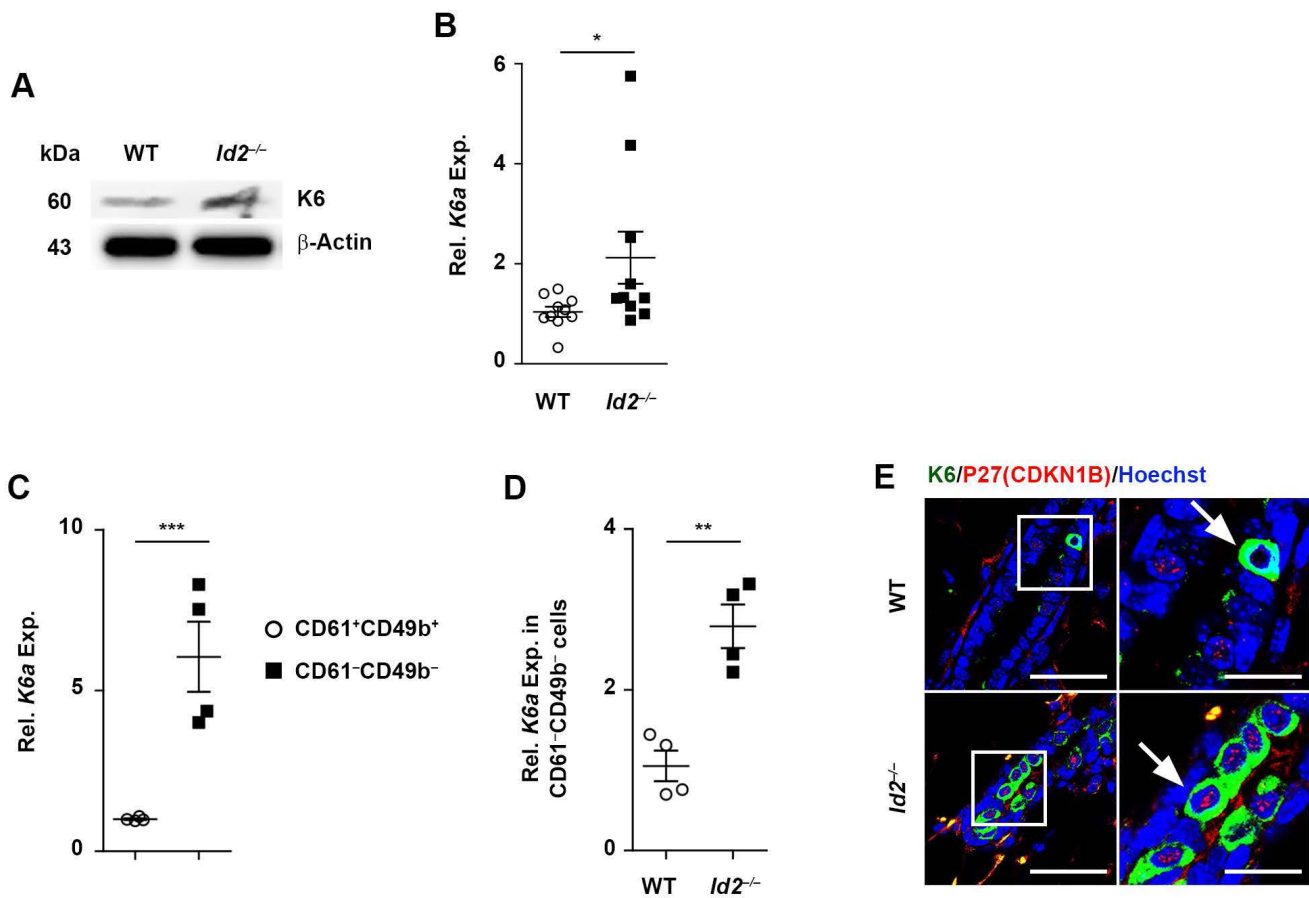 A
kDa WT Id2–/–
60 K6
43 β-Actin
B
*
Rel. K6a Exp.
6
4
2
0
WT Id2–/–
C
***
Rel. K6a Exp.
10
5
0
CD61+CD49b+
CD61–CD49b–
D
**
Rel. K6a Exp. in
CD61–CD49b– cells
4
2
0
WT Id2–/–
E
K6/P27(CDKN1B)/Hoechst
WT
Id2–/–